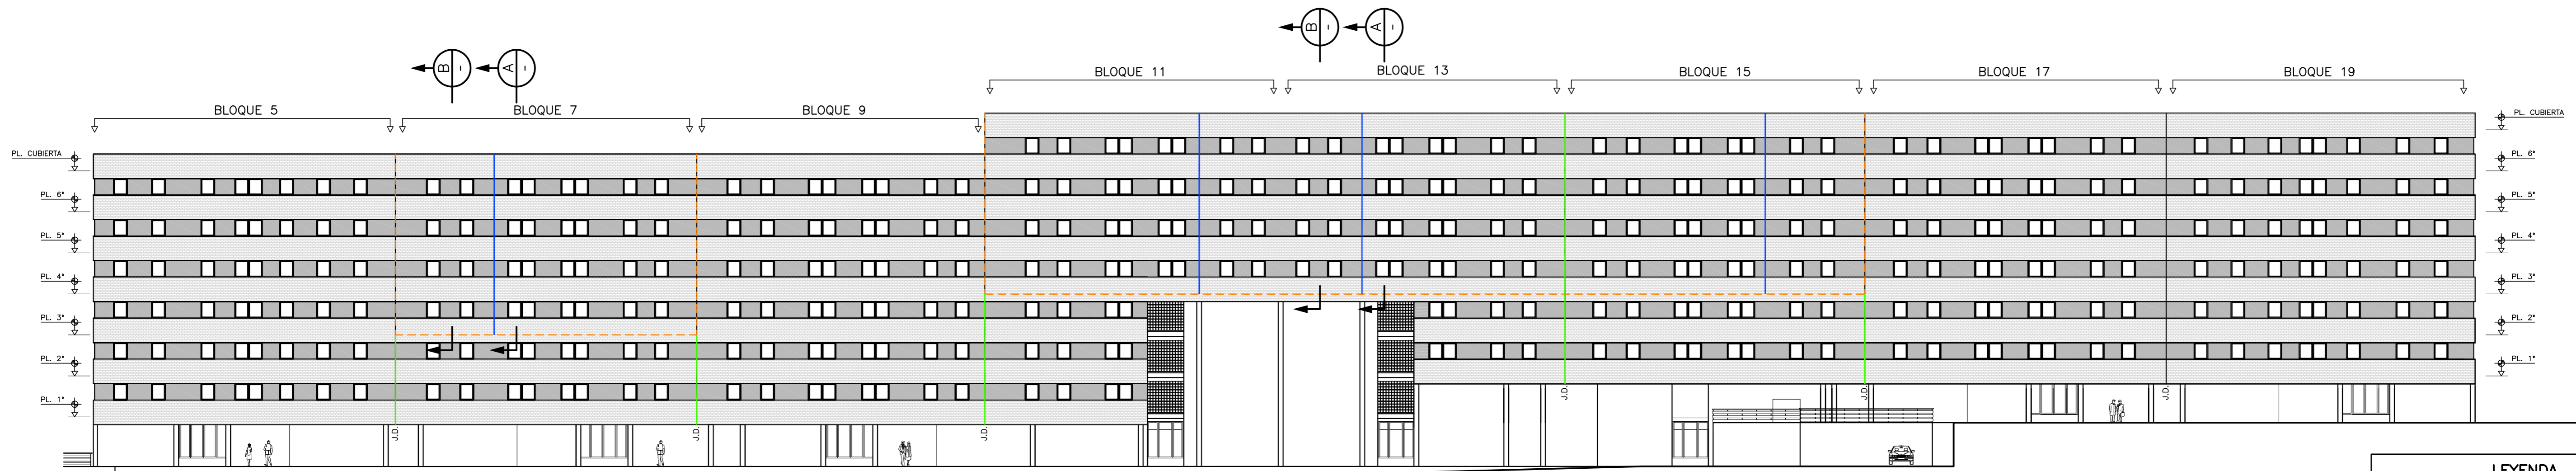 B - A -
B - A -
BLOQUE 11 BLOQUE 13 BLOQUE 15 BLOQUE 17 BLOQUE 19
BLOQUE 5 BLOQUE 7 BLOQUE 9
PL. CUBIERTA
PL. CUBIERTA
PL. 6ª
PL. 6ª
PL. 5ª
PL. 5ª
PL. 4ª
PL. 4ª
PL. 3ª
PL. 3ª
PL. 2ª
PL. 2ª
PL. 1ª
PL. 1ª
J.D. J.D. J.D.
J.D. J.D. J.D.
LEYENDA